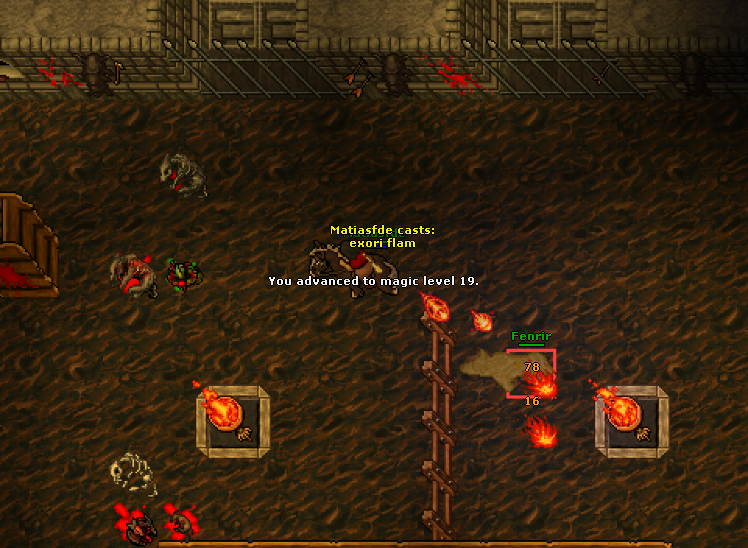 Matiasfde casts:
exori flam
You advanced to magic level 19.
Fenrir
78
16